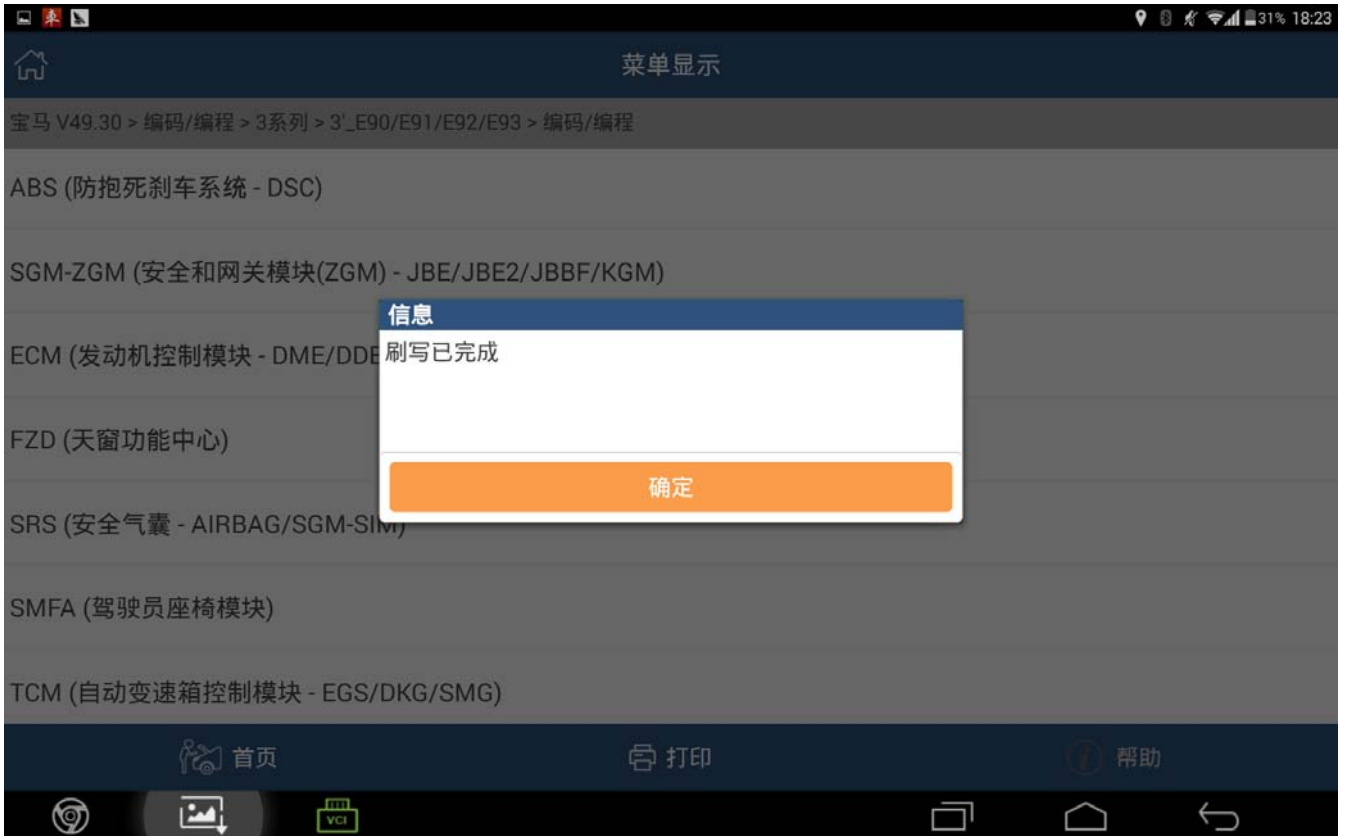 31% 18:23
菜单显示
宝马 V49.30 > 编码/编程 > 3系列 > 3'_E90/E91/E92/E93 > 编码/编程
ABS (防抱死刹车系统 - DSC)
SGM-ZGM (安全和网关模块(ZGM) - JBE/JBE2/JBBF/KGM)
信息
ECM (发动机控制模块 - DME/DDE
刷写已完成
FZD (天窗功能中心)
确定
SRS (安全气囊 - AIRBAG/SGM-SIM)
SMFA (驾驶员座椅模块)
TCM (自动变速箱控制模块 - EGS/DKG/SMG)
首页 打印 帮助
VCI